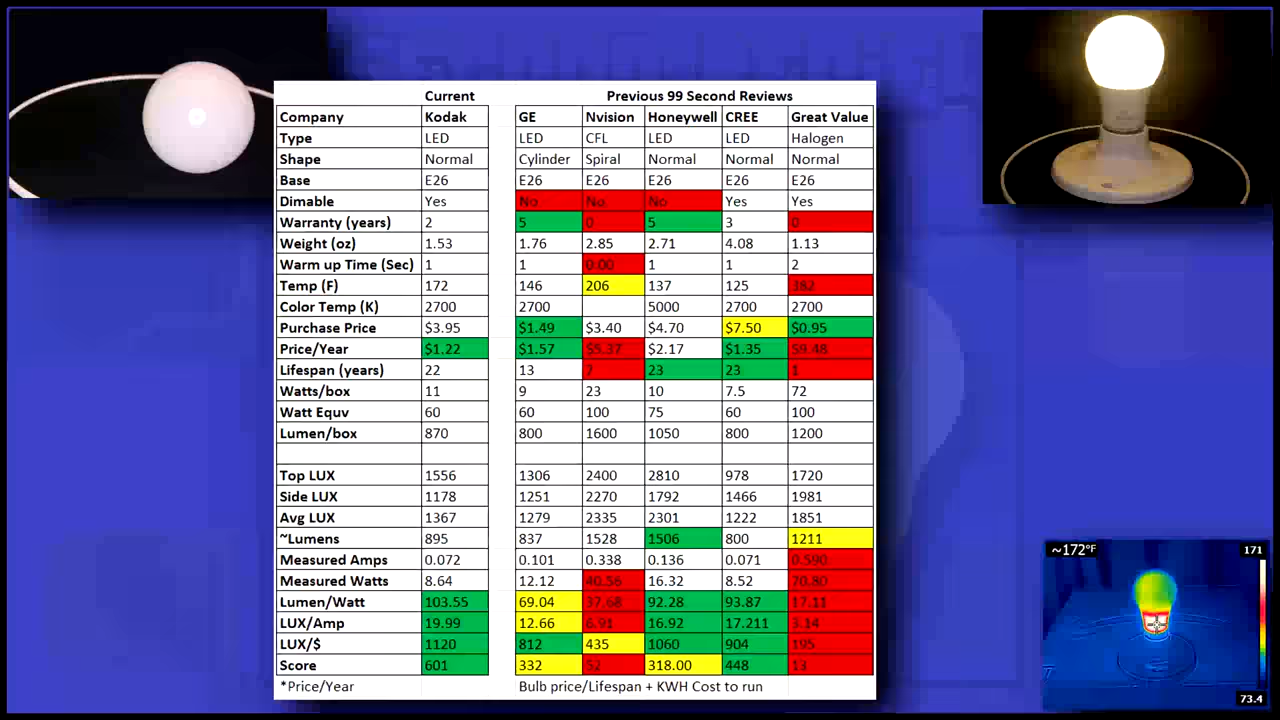 Current Previous 99 Second Reviews
Company Kodak GE Nvision Honeywell CREE Great Value
Type LED LED CFL LED LED Halogen
Shape Normal Cylinder Spiral Normal Normal Normal
Base E26 E26 E26 E26 E26 E26
Dimable Yes No No No Yes Yes
Warranty (years) 2 5 0 5 3 0
Weight (oz) 1.53 1.76 2.85 2.71 4.08 1.13
Warm up Time (Sec) 1 1 0:00 1 1 2
Temp (F) 172 146 206 137 125 382
Color Temp (K) 2700 2700 5000 2700 2700
Purchase Price $3.95 $1.49 $3.40 $4.70 $7.50 $0.95
Price/Year $1.22 $1.57 $5.37 $2.17 $1.35 $9.48
Lifespan (years) 22 13 7 23 23 1
Watts/box 11 9 23 10 7.5 72
Watt Equv 60 60 100 75 60 100
Lumen/box 870 800 1600 1050 800 1200
Top LUX 1556 1306 2400 2810 978 1720
Side LUX 1178 1251 2270 1792 1466 1981
Avg LUX 1367 1279 2335 2301 1222 1851
~Lumens 895 837 1528 1506 800 1211
Measured Amps 0.072 0.101 0.338 0.136 0.071 0.590
Measured Watts 8.64 12.12 40.56 16.32 8.52 70.80
Lumen/Watt 103.55 69.04 37.68 92.28 93.87 17.11
LUX/Amp 19.99 12.66 6.91 16.92 17.211 3.14
LUX/$ 1120 812 435 1060 904 195
Score 601 332 52 318.00 448 13
*Price/Year Bulb price/Lifespan + KWH Cost to run
~172°F 171
73.4